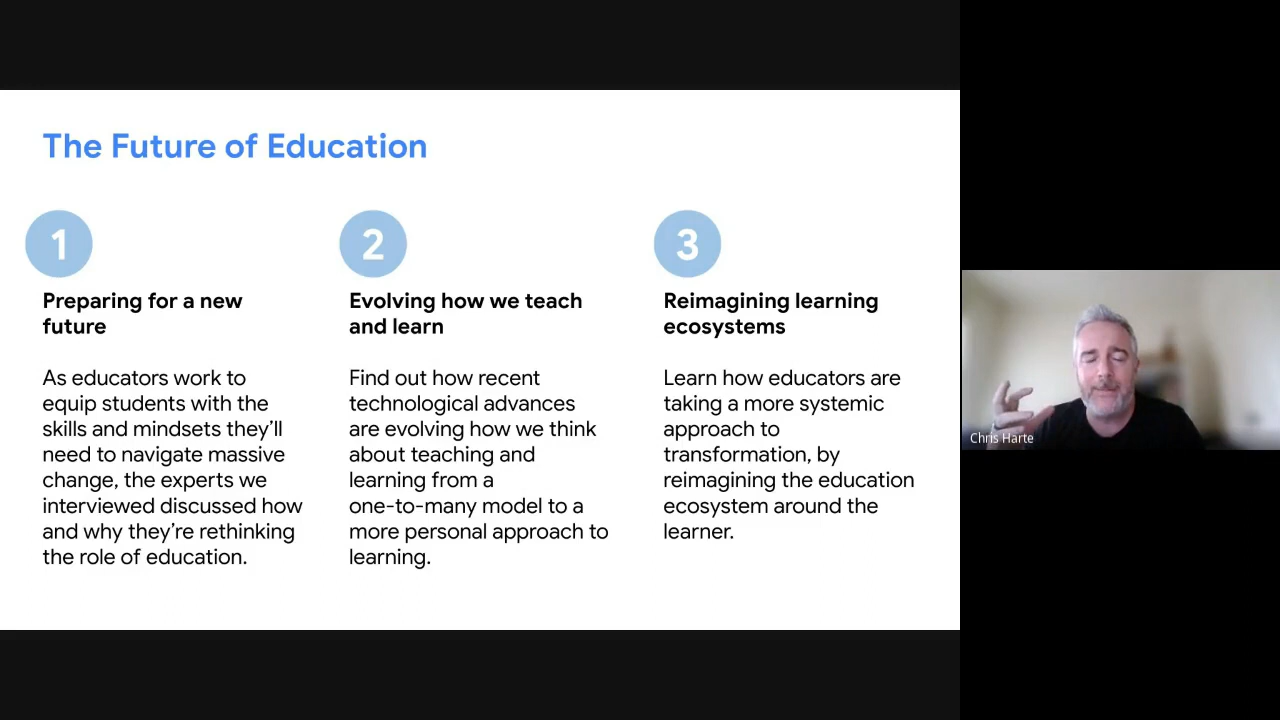 The Future of Education
1
Preparing for a new
future
As educators work to
equip students with the
skills and mindsets they’ll
need to navigate massive
change, the experts we
interviewed discussed how
and why they’re rethinking
the role of education.
2
Evolving how we teach
and learn
Find out how recent
technological advances
are evolving how we think
about teaching and
learning from a
one-to-many model to a
more personal approach to
learning.
3
Reimagining learning
ecosystems
Learn how educators are
taking a more systemic
approach to
transformation, by
reimagining the education
ecosystem around the
learner.
Chris Harte